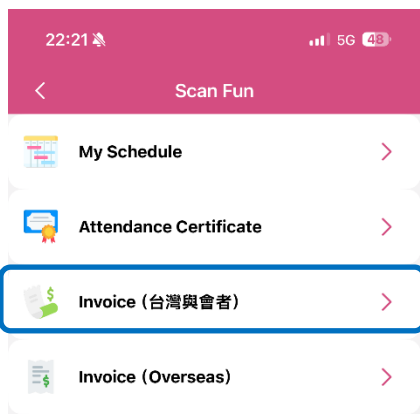 22:21 5G 48
Scan Fun
My Schedule
Attendance Certificate
Invoice (台灣與會者)
Invoice (Overseas)